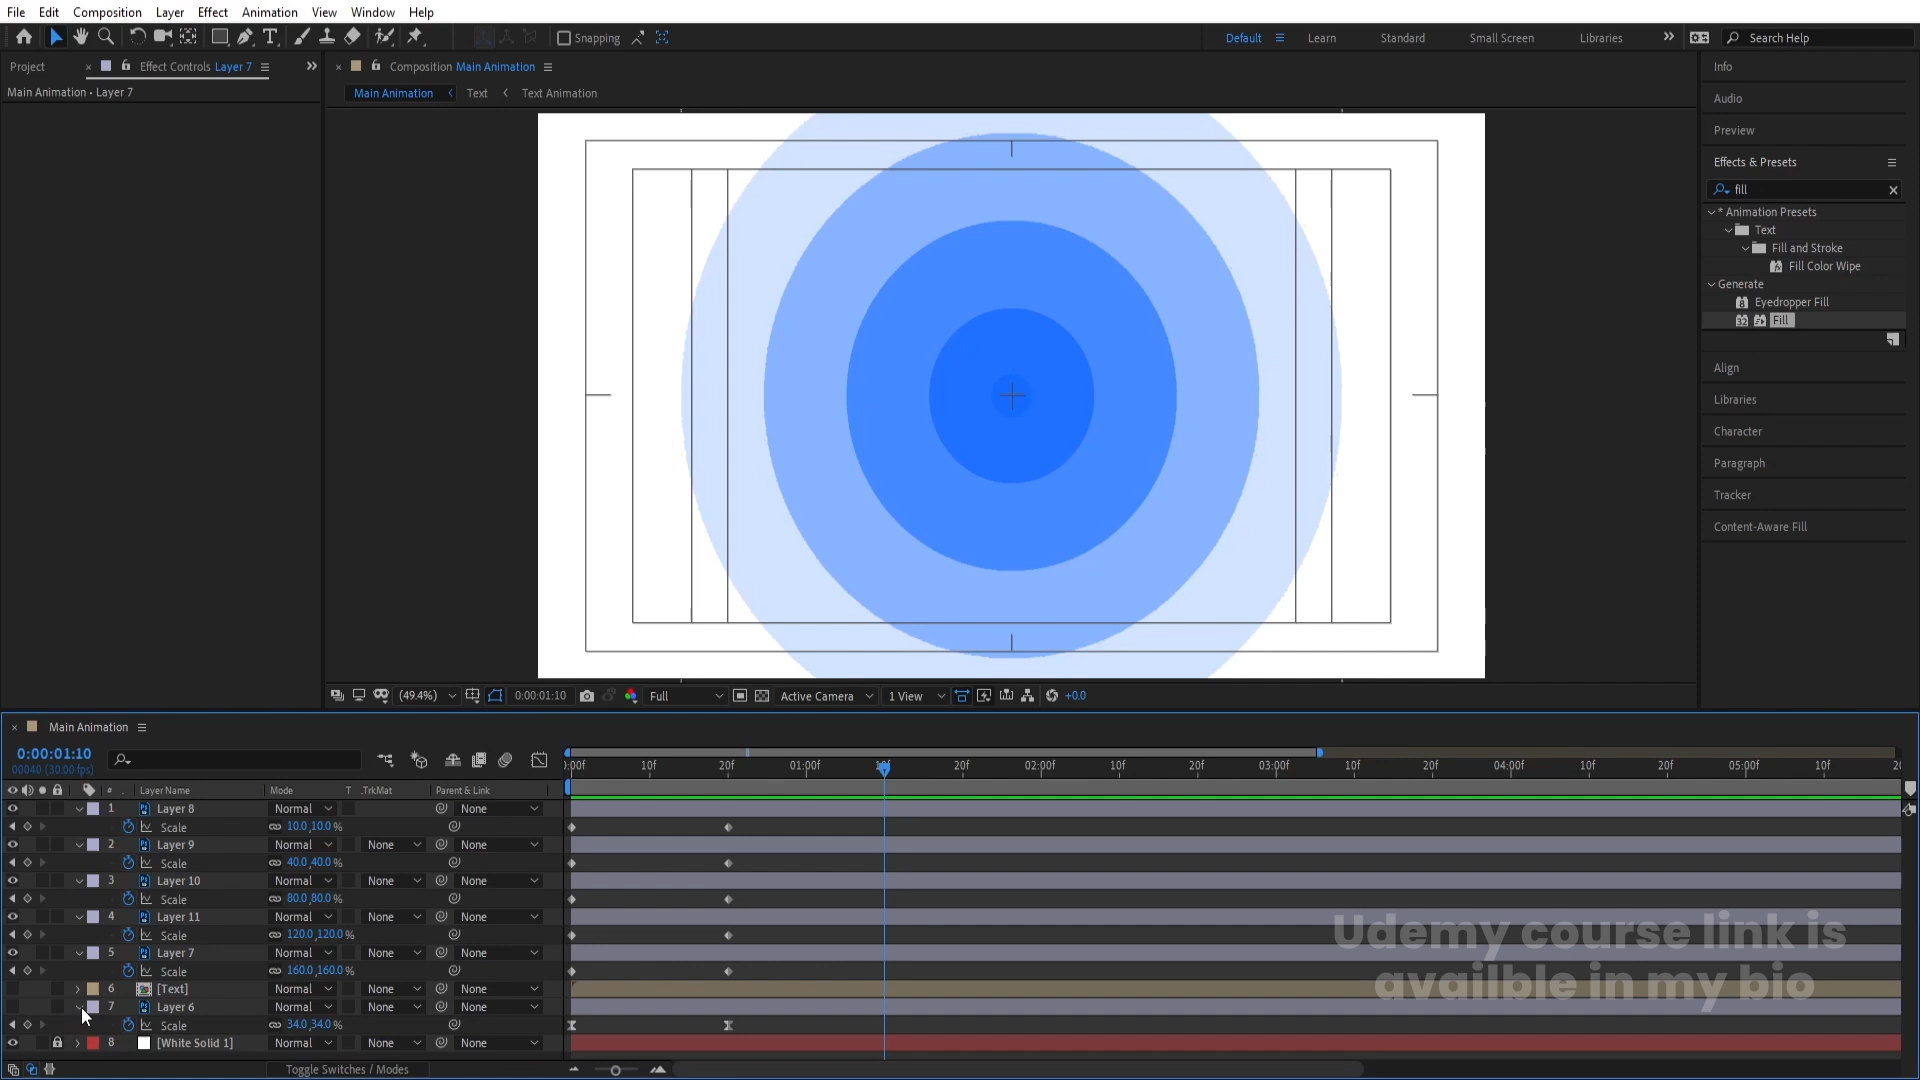 File Edit Composition Layer Effect Animation View Window Help
Snapping Default Learn Standard Small Screen Libraries Search Help
Project Effect Controls Layer 7 Composition Main Animation Info
Main Animation • Layer 7 Main Animation Text Text Animation
Audio
Preview
Effects & Presets
fill
* Animation Presets
Text
Fill and Stroke
Fill Color Wipe
Generate
Eyedropper Fill
Fill
Align
Libraries
Character
Paragraph
Tracker
Content-Aware Fill
(49.4%) 0:00:01:10 Full Active Camera 1 View +0.0
Main Animation
0:00:01:10
00040 (30.00 fps)
):00f 10f 20f 01:00f 10f 20f 02:00f 10f 20f 03:00f 10f 20f 04:00f 10f 20f 05:00f 10f
# Layer Name Mode T .TrkMat Parent & Link
1 Layer 8 Normal None
Scale 10.0,10.0 %
2 Layer 9 Normal None None
Scale 40.0,40.0 %
3 Layer 10 Normal None None
Scale 80.0,80.0 %
4 Layer 11 Normal None None
Scale 120.0,120.0 %
5 Layer 7 Normal None None
Scale 160.0,160.0 %
6 [Text] Normal None None
7 Layer 6 Normal None None
Scale 34.0,34.0 %
8 [White Solid 1] Normal None None
Toggle Switches / Modes
Udemy course link is
availble in my bio